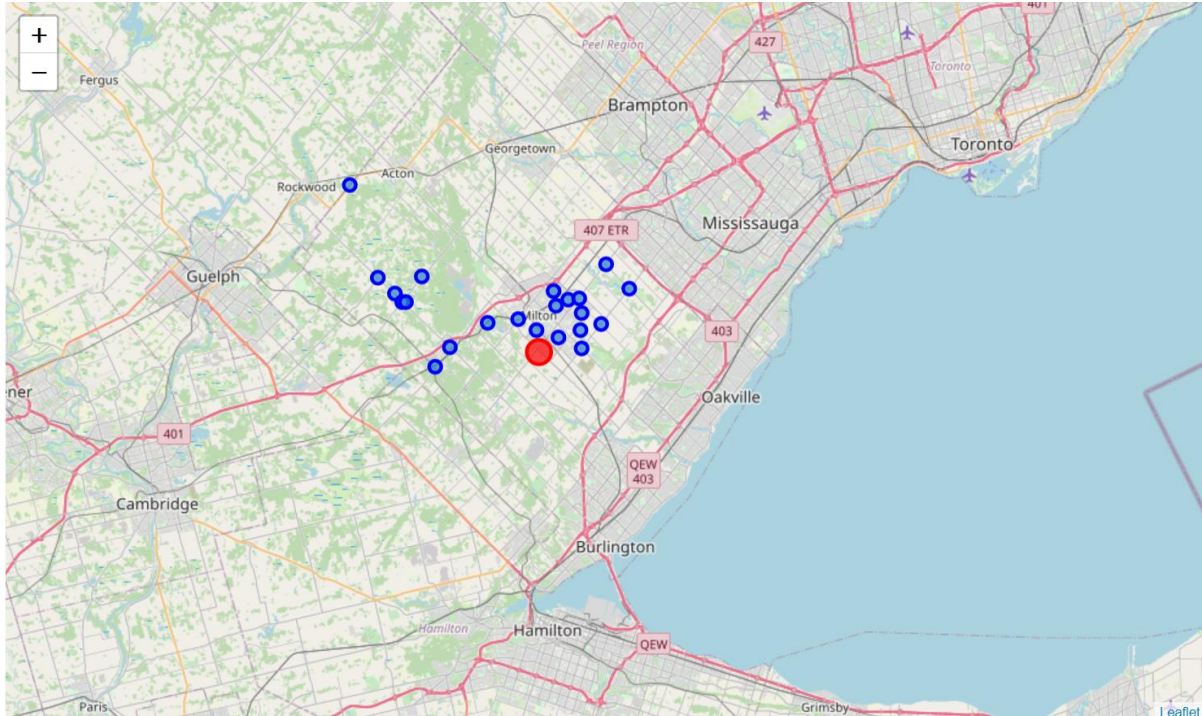 +
−
401
427
Peel Region
Toronto
Fergus
Brampton
Toronto
Georgetown
Acton
Rockwood
Mississauga
407 ETR
Guelph
Milton
403
ner
Oakville
401
QEW
403
Cambridge
Burlington
Hamilton
Hamilton
QEW
Paris
Grimsby
Leaflet